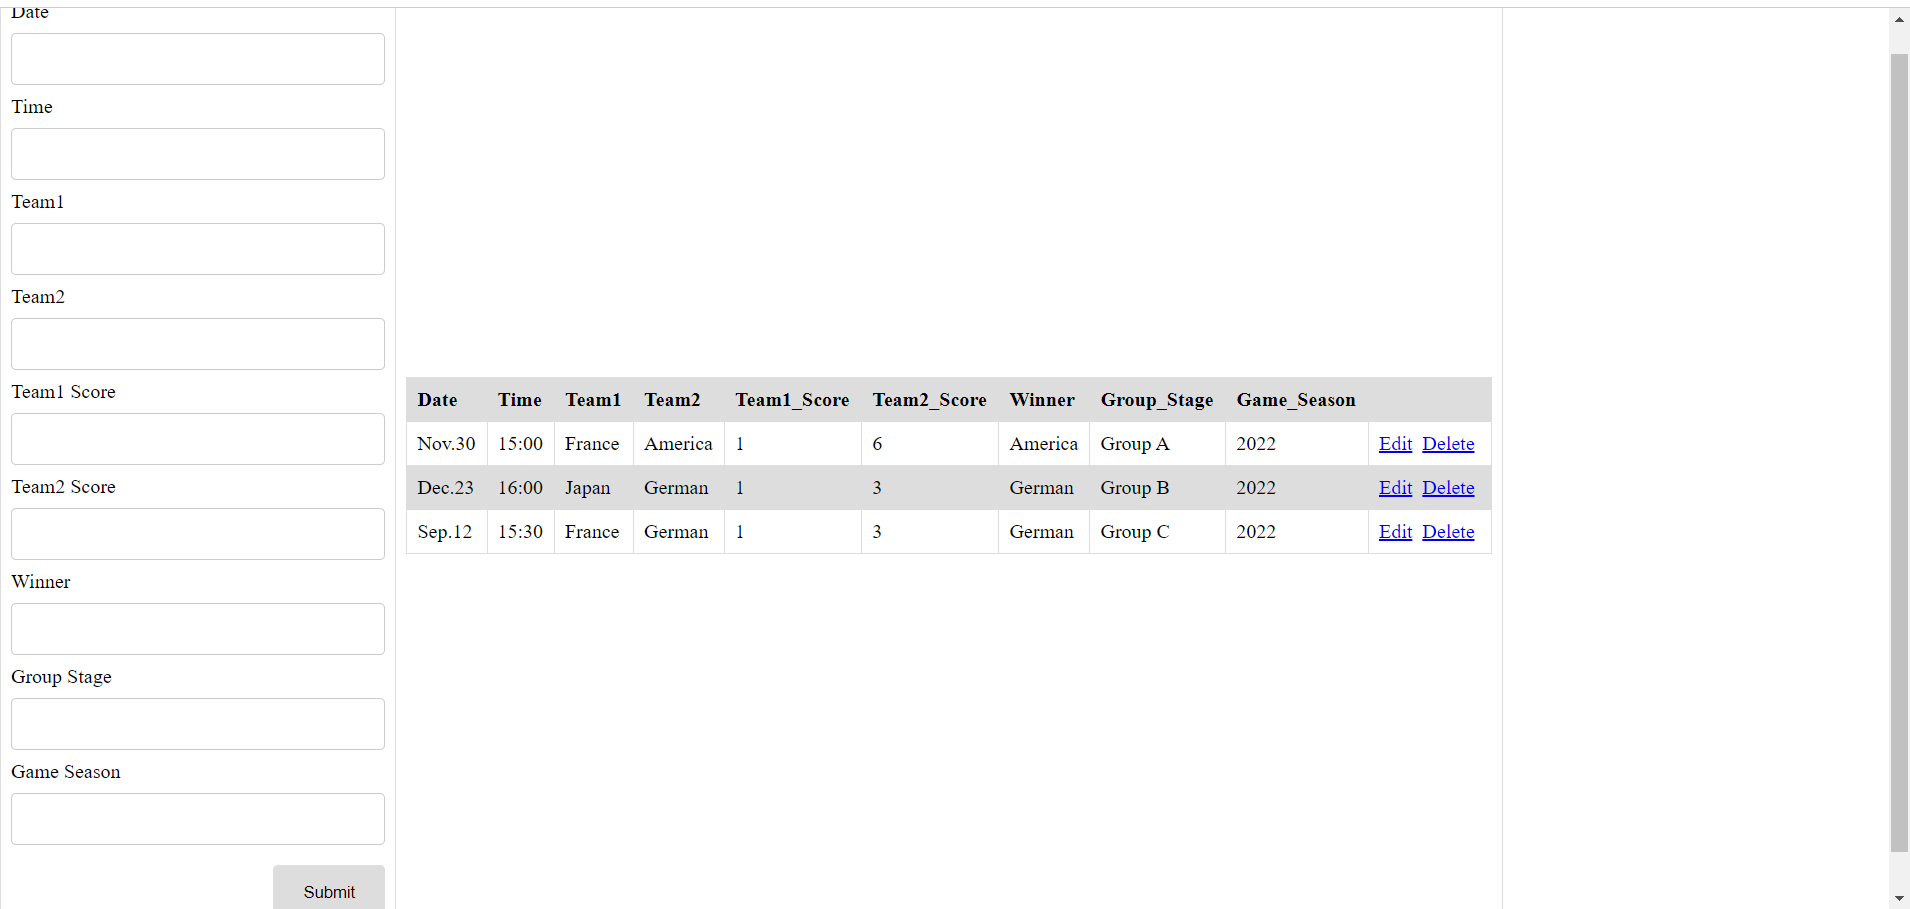 Date
Time
Team1
Team2
Team1 Score
Team2 Score
Winner
Group Stage
Game Season
Submit
Date Time Team1 Team2 Team1_Score Team2_Score Winner Group_Stage Game_Season
Nov.30 15:00 France America 1 6 America Group A 2022 Edit Delete
Dec.23 16:00 Japan German 1 3 German Group B 2022 Edit Delete
Sep.12 15:30 France German 1 3 German Group C 2022 Edit Delete